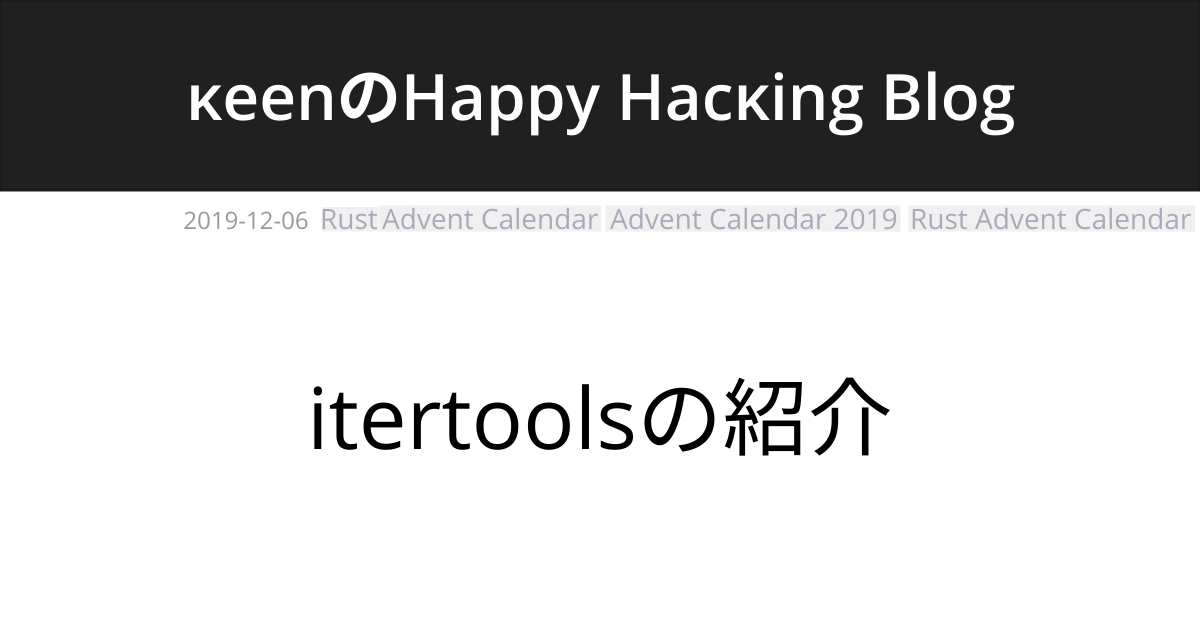 κeenのHappy Hacκing Blog
2019-12-06 Rust Advent Calendar Advent Calendar 2019 Rust Advent Calendar
itertoolsの紹介